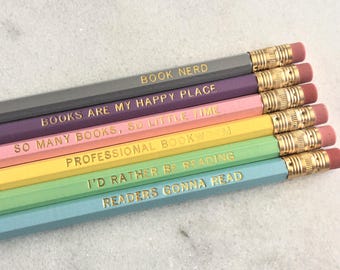 BOOK NERD
BOOKS ARE MY HAPPY PLACE
SO MANY BOOKS, SO LITTLE TIME
PROFESSIONAL BOOKWORM
I'D RATHER BE READING
READERS GONNA READ